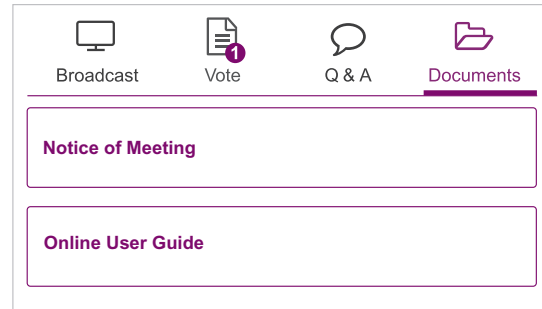 1
Broadcast Vote Q & A Documents
Notice of Meeting
Online User Guide